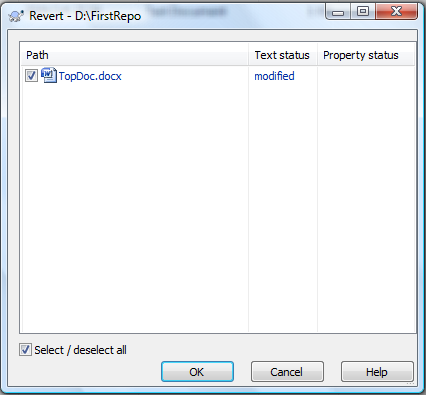 Revert - D:\FirstRepo
Path Text status Property status
TopDoc.docx modified
Select / deselect all
OK Cancel Help